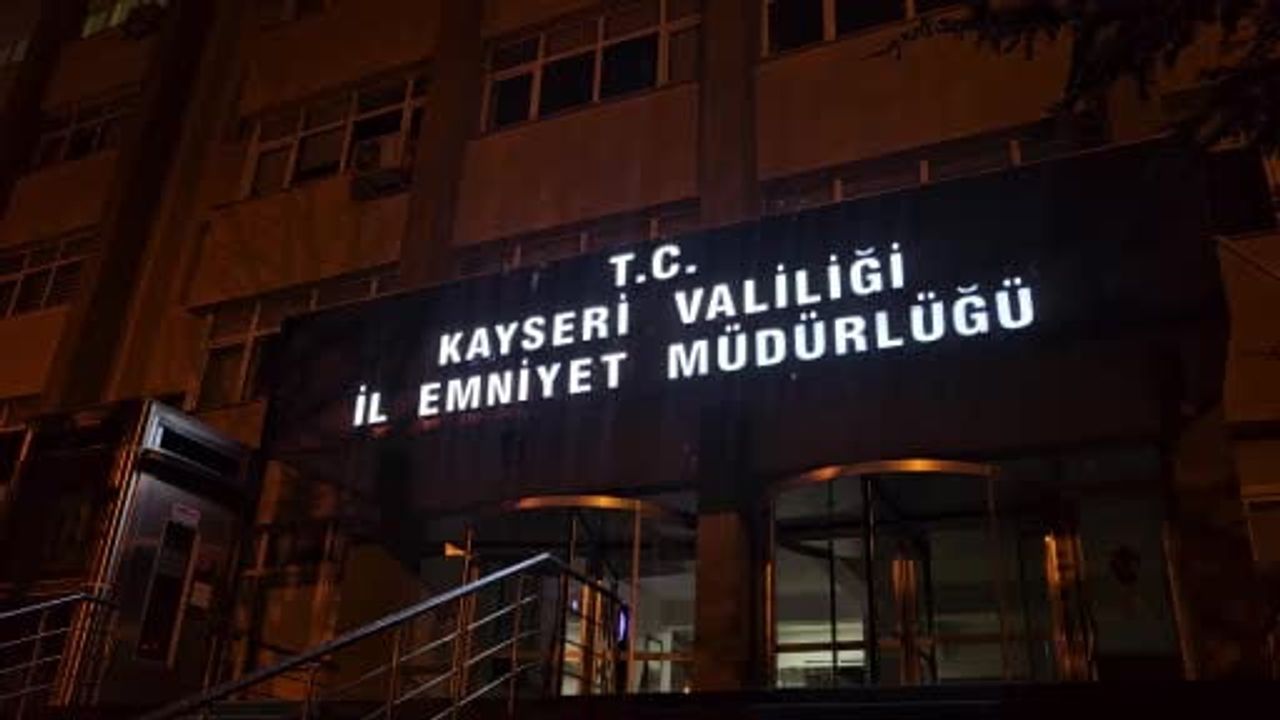 T.C.
KAYSERİ VALİLİĞİ
İL EMNİYET MÜDÜRLÜĞÜ